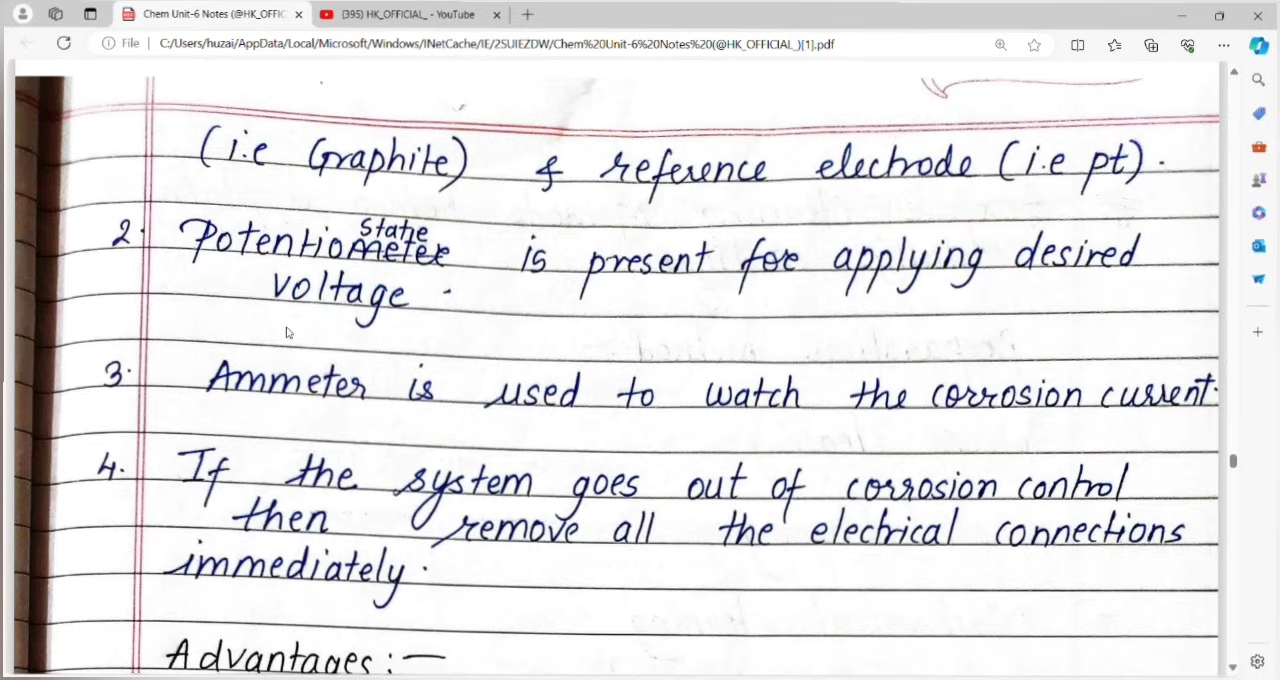 Chem Unit-6 Notes (@HK_OFFIC
(395) HK_OFFICIAL_ - YouTube
File
C:/Users/huzai/AppData/Local/Microsoft/Windows/INetCache/IE/2SUIEZDW/Chem%20Unit-6%20Notes%20(@HK_OFFICIAL_)[1].pdf
(i.e Graphite) & reference electrode (i.e pt).
State
2. Potentiometer is present for applying desired
voltage.
3. Ammeter is used to watch the corrosion current.
4. If the system goes out of corrosion control
then remove all the electrical connections
immediately.
Advantages :—